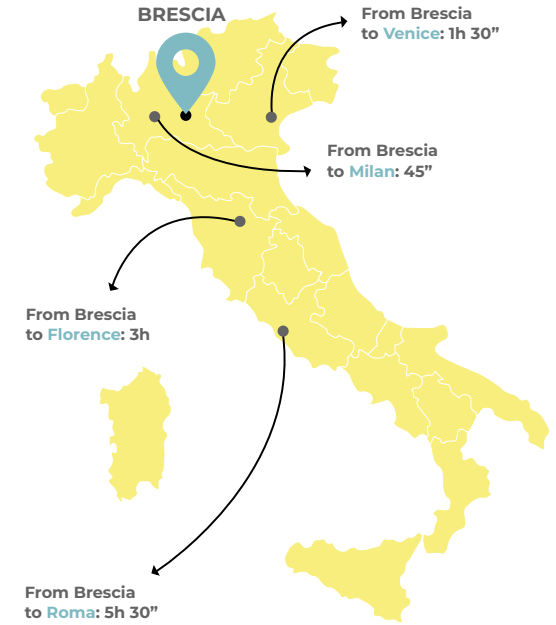 BRESCIA
From Brescia
to Venice: 1h 30”
From Brescia
to Milan: 45”
From Brescia
to Florence: 3h
From Brescia
to Roma: 5h 30”